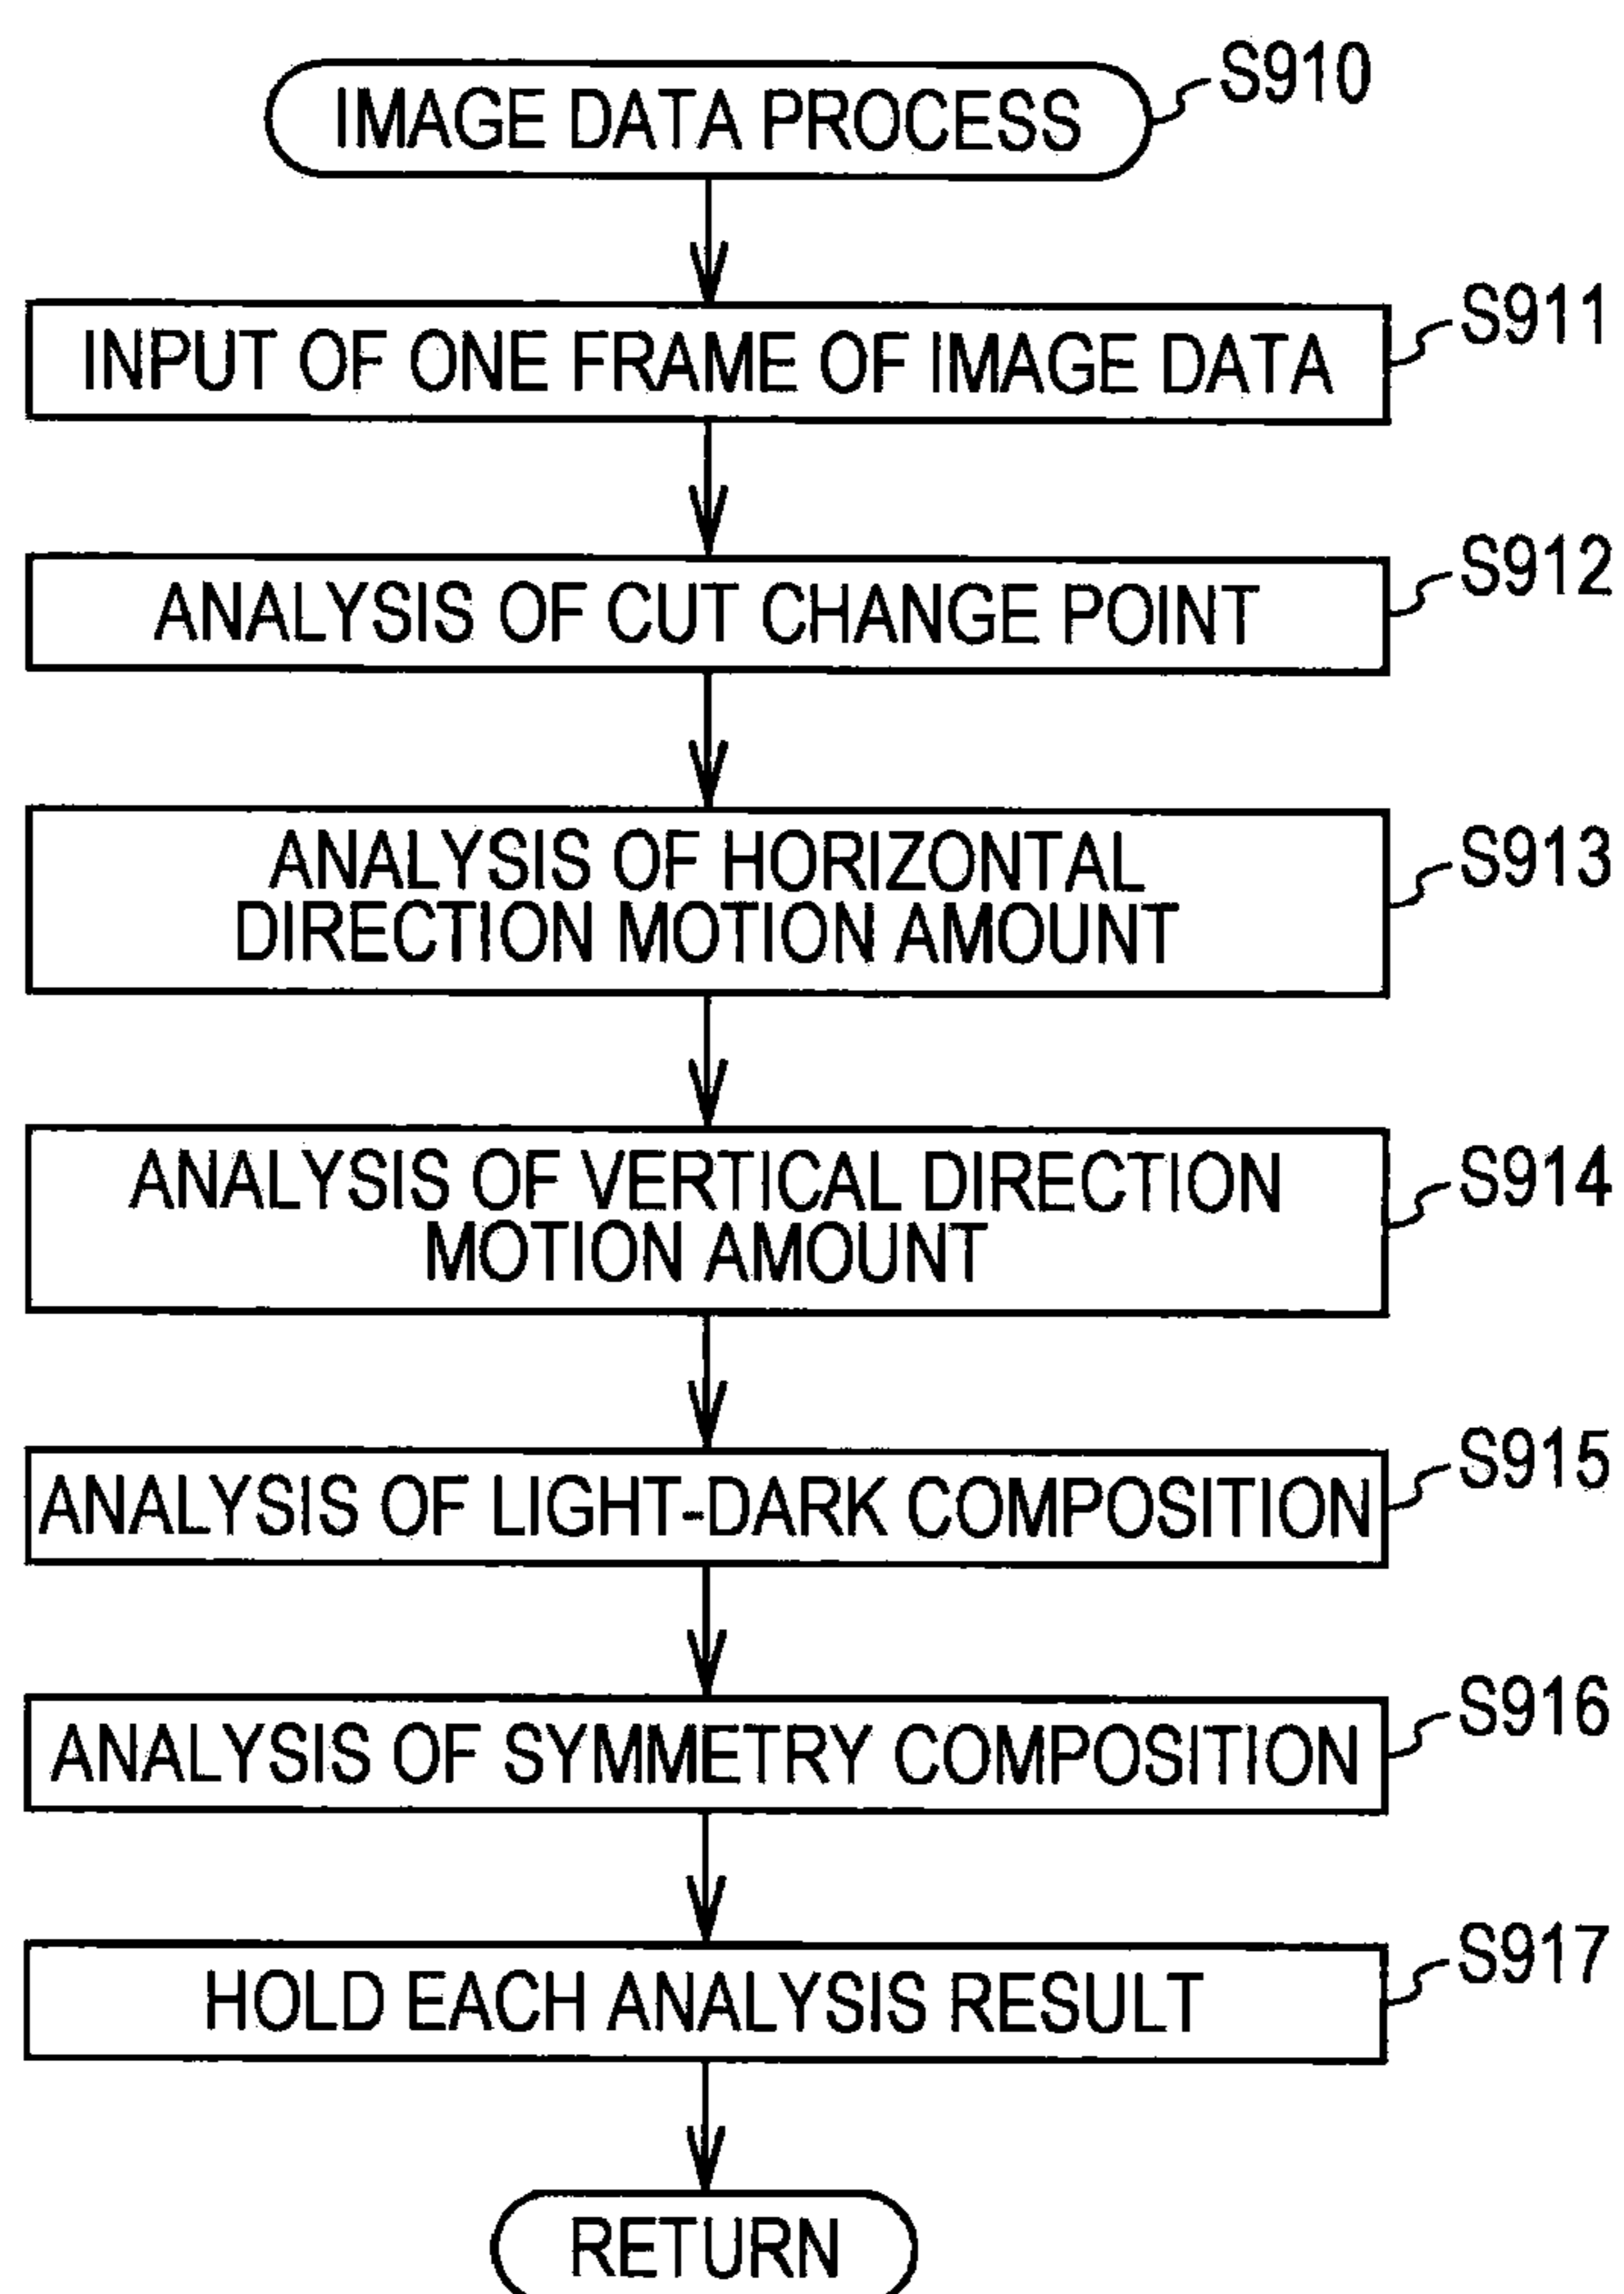 IMAGE DATA PROCESS
S910
INPUT OF ONE FRAME OF IMAGE DATA
S911
ANALYSIS OF CUT CHANGE POINT
S912
ANALYSIS OF HORIZONTAL
DIRECTION MOTION AMOUNT
S913
ANALYSIS OF VERTICAL DIRECTION
MOTION AMOUNT
S914
ANALYSIS OF LIGHT-DARK COMPOSITION
S915
ANALYSIS OF SYMMETRY COMPOSITION
S916
HOLD EACH ANALYSIS RESULT
S917
RETURN